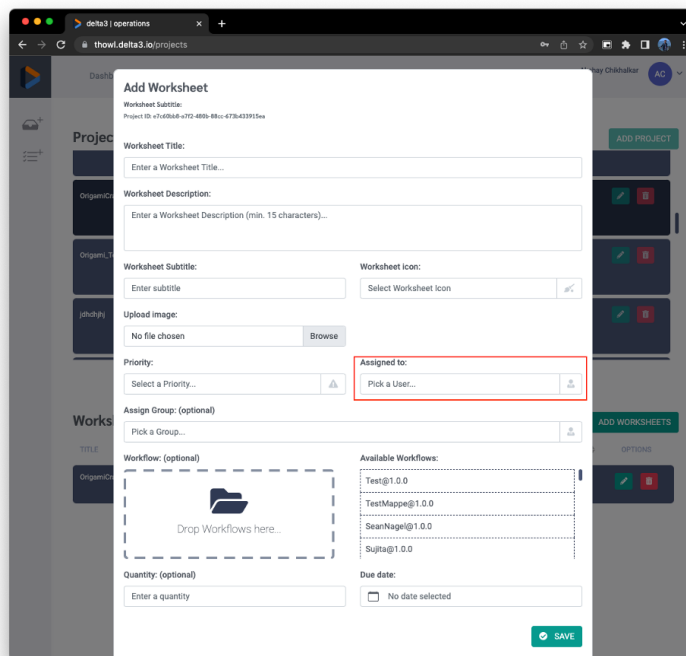 delta3 | operations
thowl.delta3.io/projects
Dashb
AC
Add Worksheet
Worksheet Subtitle:
Project ID: e7c60bb8-a7f2-480b-88cc-673b433915ea
Projec
ADD PROJECT
Worksheet Title:
Enter a Worksheet Title...
Worksheet Description:
Enter a Worksheet Description (min. 15 characters)...
OrigamiCr
Origami_T
Worksheet Subtitle:
Worksheet icon:
Enter subtitle
Select Worksheet Icon
jdhdhjhj
Upload image:
No file chosen
Browse
Priority:
Assigned to:
Select a Priority...
Pick a User...
Assign Group: (optional)
Works
ADD WORKSHEETS
Pick a Group...
TITLE
S
OPTIONS
Workflow: (optional)
Available Workflows:
OrigamiCr
Test@1.0.0
TestMappe@1.0.0
SeanNagel@1.0.0
Sujita@1.0.0
Drop Workflows here...
Quantity: (optional)
Due date:
Enter a quantity
No date selected
SAVE